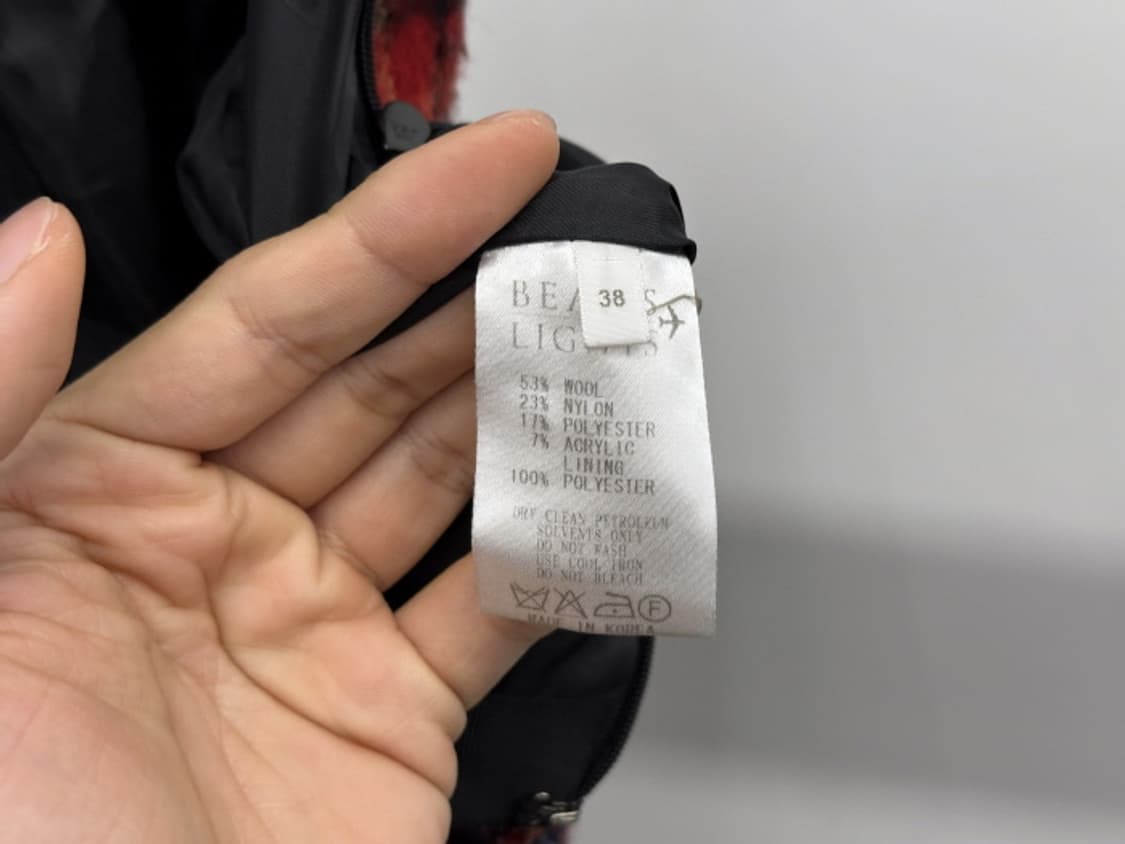 38
53% WOOL
23% NYLON
17% POLYESTER
7% ACRYLIC
LINING
100% POLYESTER
DRY CLEAN PETROLEUM
SOLVENTS ONLY
DO NOT WASH
USE COOL IRON
DO NOT BLEACH
F
MADE IN KOREA